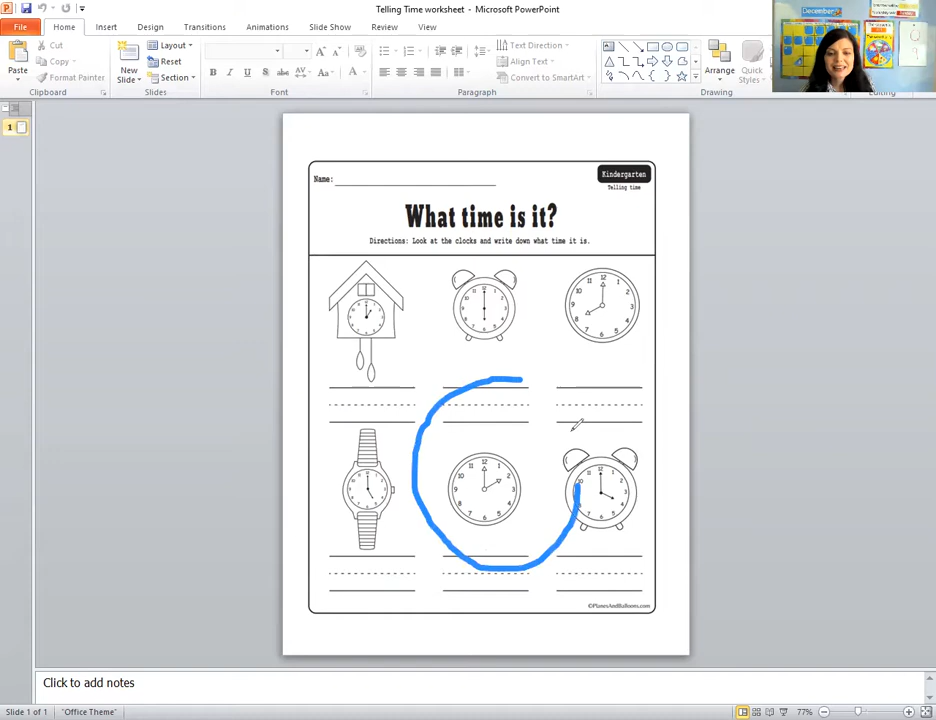 Telling Time worksheet - Microsoft PowerPoint
File Home Insert Design Transitions Animations Slide Show Review View
Paste
Cut
Copy
Format Painter
Clipboard
New Slide
Layout
Reset
Section
Slides
Font
Text Direction
Align Text
Convert to SmartArt
Paragraph
Arrange
Quick Styles
Drawing
Editing
December
1
Name:
Kindergarten
Telling time
What time is it?
Directions: Look at the clocks and write down what time it is.
©PlanesAndBalloons.com
Click to add notes
Slide 1 of 1 "Office Theme" 77%